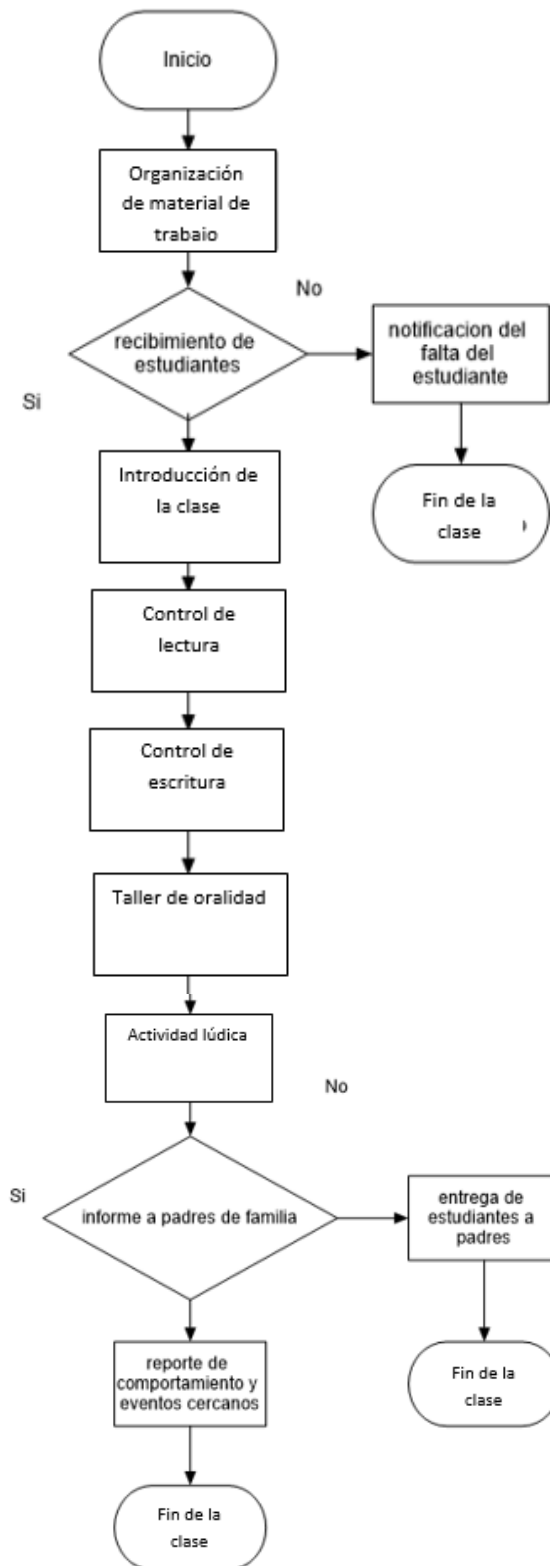 Inicio
Organización
de material de
trabaio
No
recibimiento de
estudiantes
notificacion del
falta del
estudiante
Si
Introducción de
la clase
Fin de la
clase
Control de
lectura
Control de
escritura
Taller de oralidad
Actividad lúdica
No
Si
informe a padres de familia
entrega de
estudiantes a
padres
reporte de
comportamiento y
eventos cercanos
Fin de la
clase
Fin de la
clase